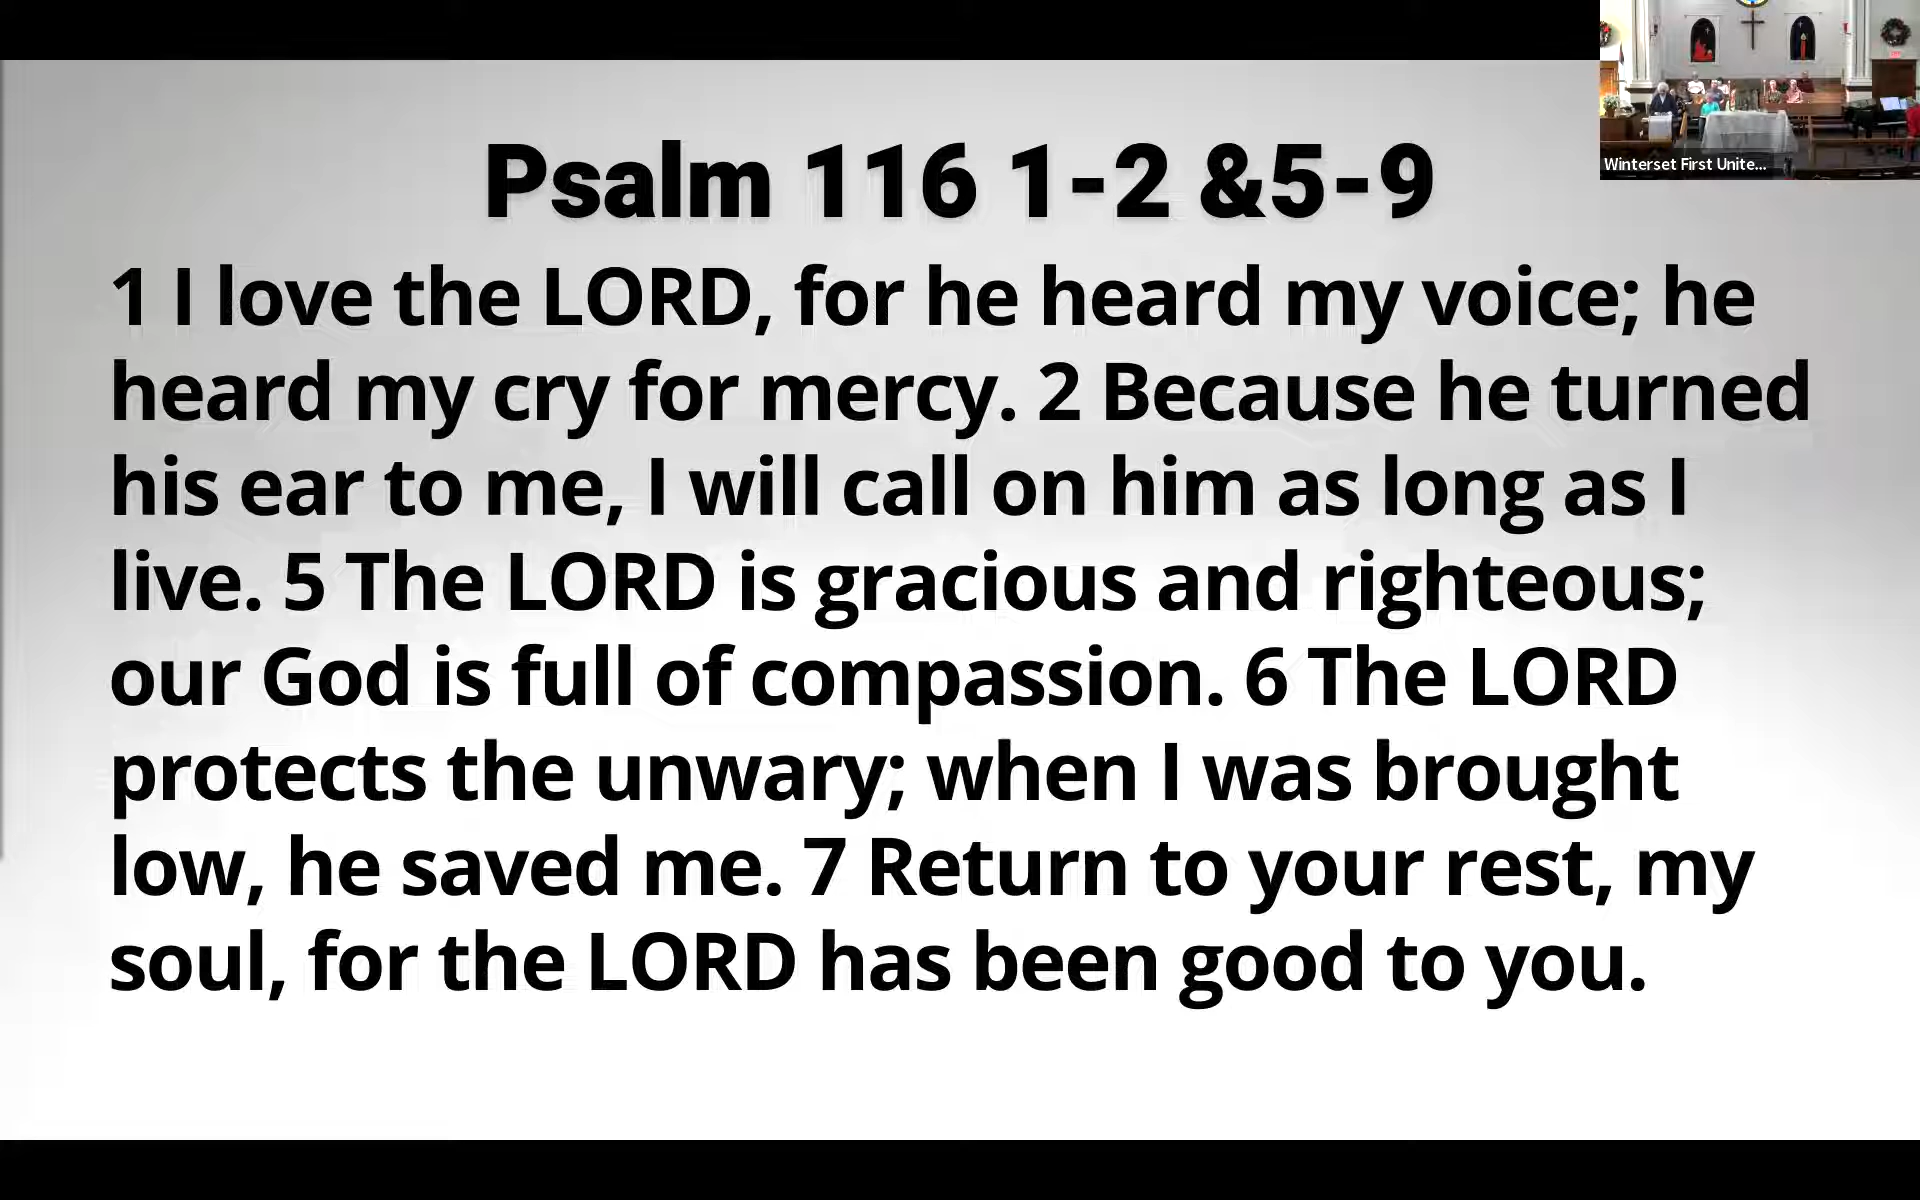 Psalm 116 1-2 &5-9
1 I love the LORD, for he heard my voice; he
heard my cry for mercy. 2 Because he turned
his ear to me, I will call on him as long as I
live. 5 The LORD is gracious and righteous;
our God is full of compassion. 6 The LORD
protects the unwary; when I was brought
low, he saved me. 7 Return to your rest, my
soul, for the LORD has been good to you.
Winterset First Unite...